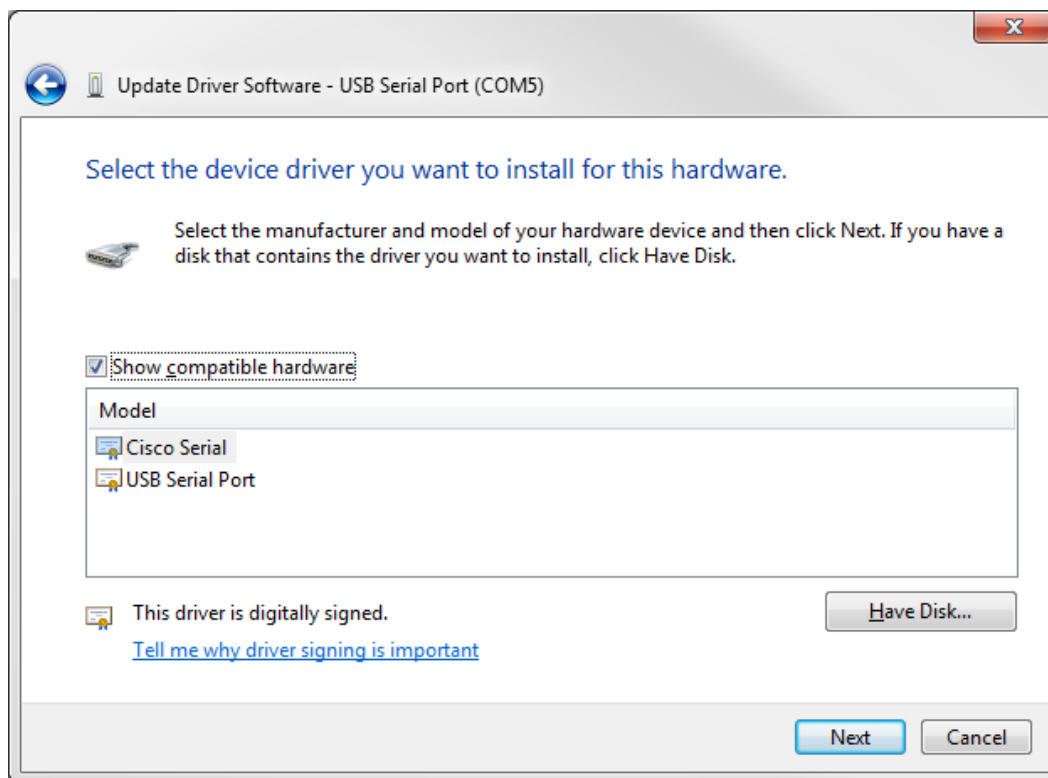 Update Driver Software - USB Serial Port (COM5)
Select the device driver you want to install for this hardware.
Select the manufacturer and model of your hardware device and then click Next. If you have a
disk that contains the driver you want to install, click Have Disk.
Show compatible hardware
Model
Cisco Serial
USB Serial Port
This driver is digitally signed.
Have Disk...
Tell me why driver signing is important
Next
Cancel